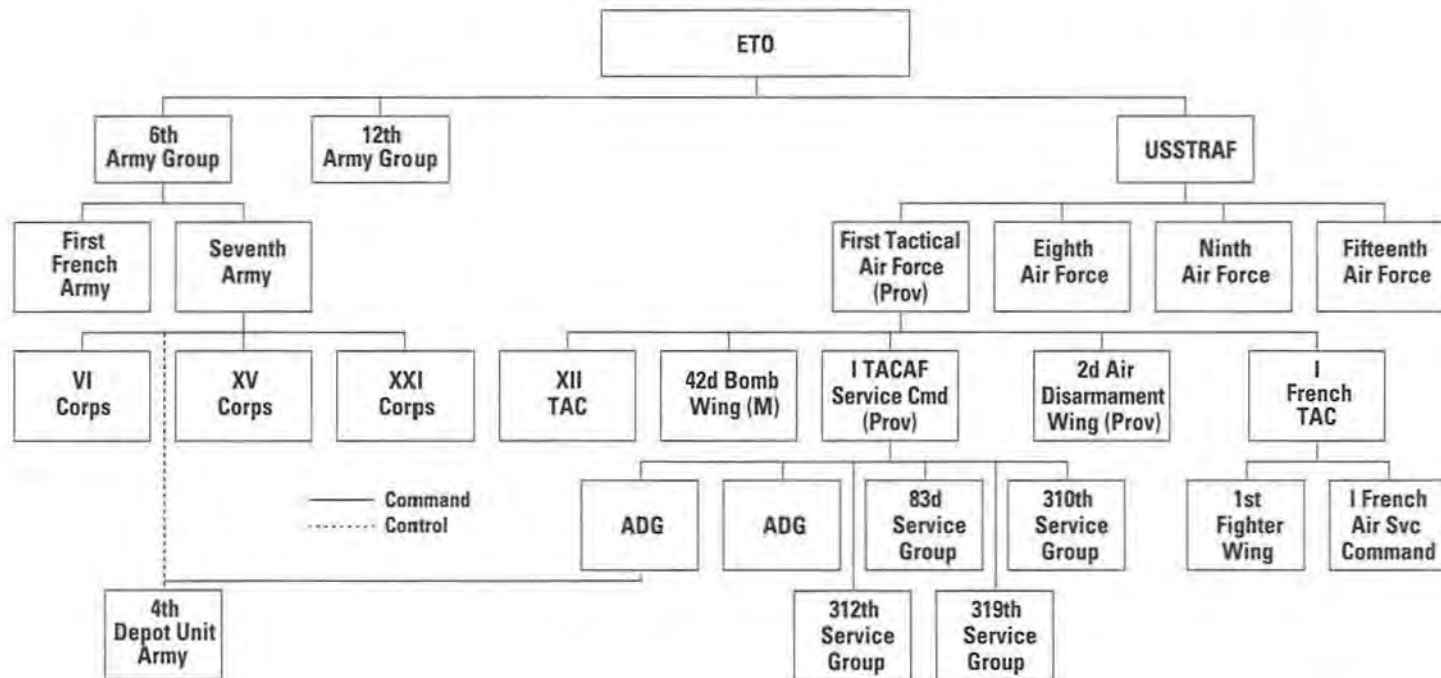 ETO
6th
Army Group
12th
Army Group
USSTRAF
First
French
Army
Seventh
Army
First Tactical
Air Force
(Prov)
Eighth
Air Force
Ninth
Air Force
Fifteenth
Air Force
VI
Corps
XV
Corps
XXI
Corps
XII
TAC
42d Bomb
Wing (M)
I TACAF
Service Cmd
(Prov)
2d Air
Disarmament
Wing (Prov)
I
French
TAC
Command
Control
ADG
ADG
83d
Service
Group
310th
Service
Group
1st
Fighter
Wing
I French
Air Svc
Command
4th
Depot Unit
Army
312th
Service
Group
319th
Service
Group